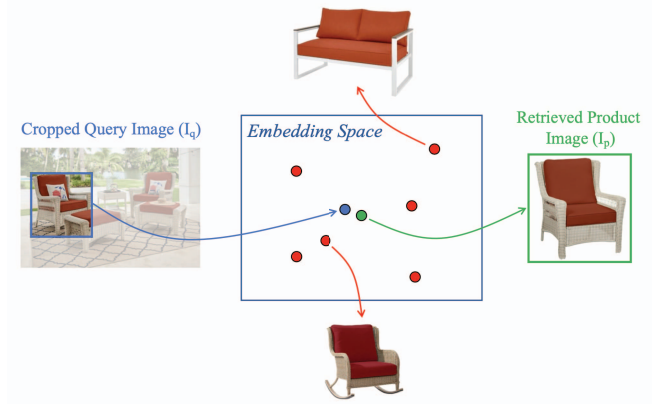 Cropped Query Image (Iq)
Embedding Space
Retrieved Product
Image (Ip)